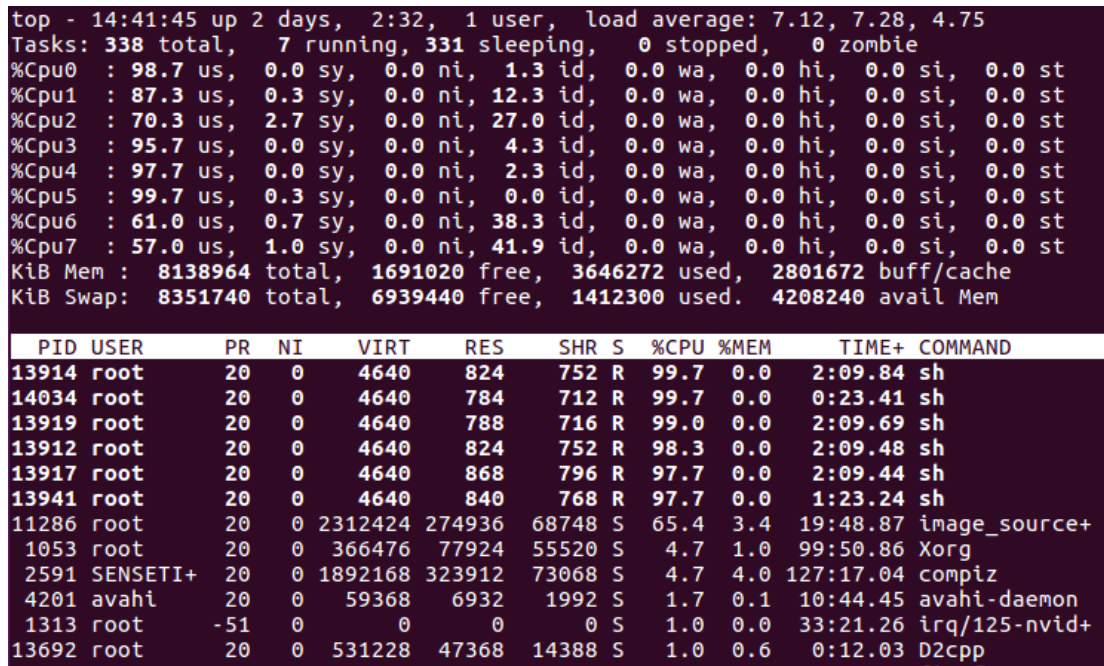 top - 14:41:45 up 2 days,  2:32,  1 user,  load average: 7.12, 7.28, 4.75
Tasks: 338 total,   7 running, 331 sleeping,   0 stopped,   0 zombie
%Cpu0  : 98.7 us,  0.0 sy,  0.0 ni,  1.3 id,  0.0 wa,  0.0 hi,  0.0 si,  0.0 st
%Cpu1  : 87.3 us,  0.3 sy,  0.0 ni, 12.3 id,  0.0 wa,  0.0 hi,  0.0 si,  0.0 st
%Cpu2  : 70.3 us,  2.7 sy,  0.0 ni, 27.0 id,  0.0 wa,  0.0 hi,  0.0 si,  0.0 st
%Cpu3  : 95.7 us,  0.0 sy,  0.0 ni,  4.3 id,  0.0 wa,  0.0 hi,  0.0 si,  0.0 st
%Cpu4  : 97.7 us,  0.0 sy,  0.0 ni,  2.3 id,  0.0 wa,  0.0 hi,  0.0 si,  0.0 st
%Cpu5  : 99.7 us,  0.3 sy,  0.0 ni,  0.0 id,  0.0 wa,  0.0 hi,  0.0 si,  0.0 st
%Cpu6  : 61.0 us,  0.7 sy,  0.0 ni, 38.3 id,  0.0 wa,  0.0 hi,  0.0 si,  0.0 st
%Cpu7  : 57.0 us,  1.0 sy,  0.0 ni, 41.9 id,  0.0 wa,  0.0 hi,  0.0 si,  0.0 st
KiB Mem :  8138964 total,  1691020 free,  3646272 used,  2801672 buff/cache
KiB Swap:  8351740 total,  6939440 free,  1412300 used.  4208240 avail Mem
  PID USER      PR  NI    VIRT    RES    SHR S  %CPU %MEM     TIME+ COMMAND
13914 root      20   0    4640    824    752 R  99.7  0.0   2:09.84 sh
14034 root      20   0    4640    784    712 R  99.7  0.0   0:23.41 sh
13919 root      20   0    4640    788    716 R  99.0  0.0   2:09.69 sh
13912 root      20   0    4640    824    752 R  98.3  0.0   2:09.48 sh
13917 root      20   0    4640    868    796 R  97.7  0.0   2:09.44 sh
13941 root      20   0    4640    840    768 R  97.7  0.0   1:23.24 sh
11286 root      20   0 2312424 274936  68748 S  65.4  3.4  19:48.87 image_source+
 1053 root      20   0  366476  77924  55520 S   4.7  1.0  99:50.86 Xorg
 2591 SENSETI+  20   0 1892168 323912  73068 S   4.7  4.0 127:17.04 compiz
 4201 avahi     20   0   59368   6932   1992 S   1.7  0.1  10:44.45 avahi-daemon
 1313 root     -51   0       0      0      0 S   1.0  0.0  33:21.26 irq/125-nvid+
13692 root      20   0  531228  47368  14388 S   1.0  0.6   0:12.03 D2cpp